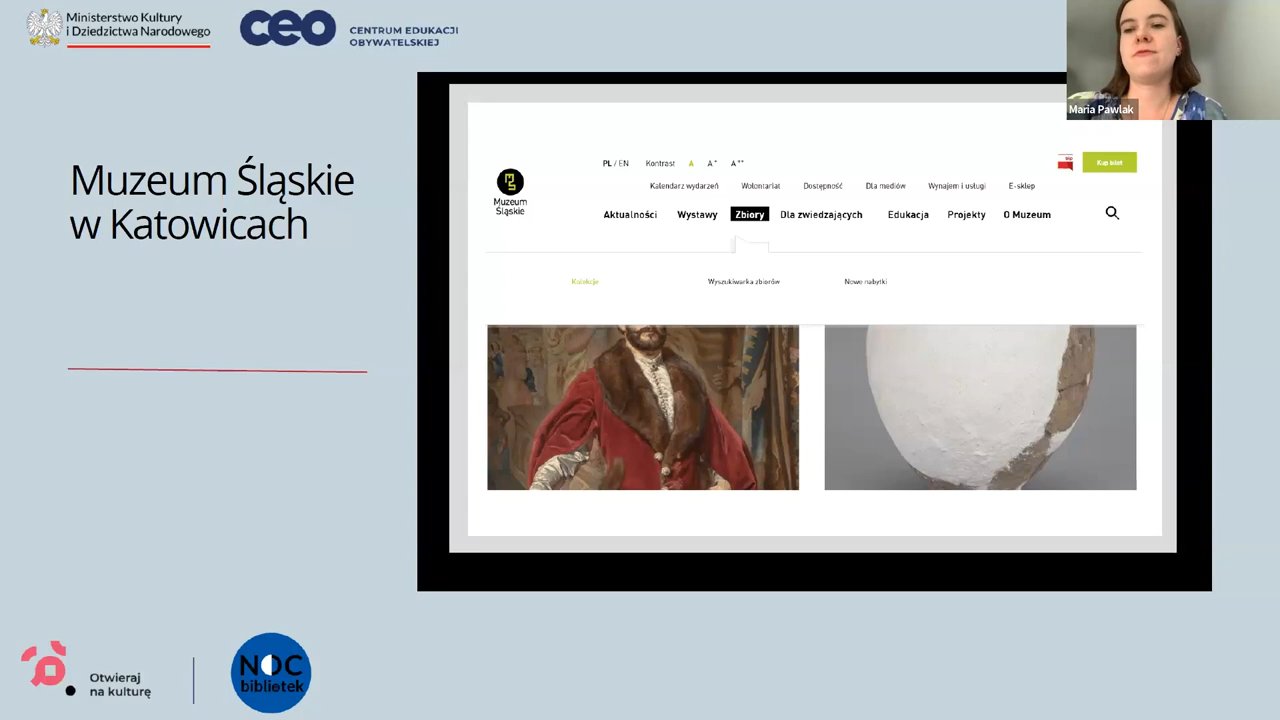 Ministerstwo Kultury
i Dziedzictwa Narodowego
ceo
CENTRUM EDUKACJI
OBYWATELSKIEJ
Maria Pawlak
Muzeum Śląskie
w Katowicach
PL / EN Kontrast A A+ A++
bip
Kup bilet
Kalendarz wydarzeń Wolontariat Dostępność Dla mediów Wynajem i usługi E-sklep
MS
Muzeum
Śląskie
Aktualności Wystawy Zbiory Dla zwiedzających Edukacja Projekty O Muzeum
Kolekcje Wyszukiwarka zbiorów Nowe nabytki
Otwieraj
na kulturę
NOC
bibliotek